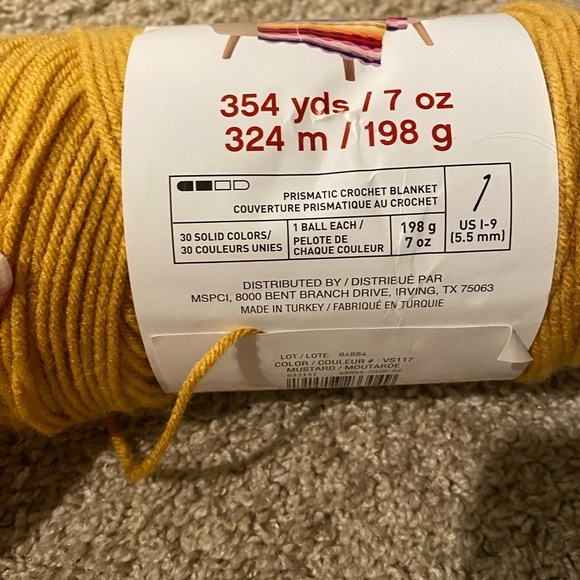 354 yds / 7 oz
324 m / 198 g
PRISMATIC CROCHET BLANKET
COUVERTURE PRISMATIQUE AU CROCHET
30 SOLID COLORS/
30 COULEURS UNIES
1 BALL EACH /
PELOTE DE
CHAQUE COULEUR
198 g
7 oz
US I-9
(5.5 mm)
DISTRIBUTED BY / DISTRIEUÉ PAR
MSPCI, 8000 BENT BRANCH DRIVE, IRVING, TX 75063
MADE IN TURKEY / FABRIQUÉ EN TURQUIE
LOT / LOTE: 86886
COLOR / COULEUR # : VS117
MUSTARD / MOUTARDE